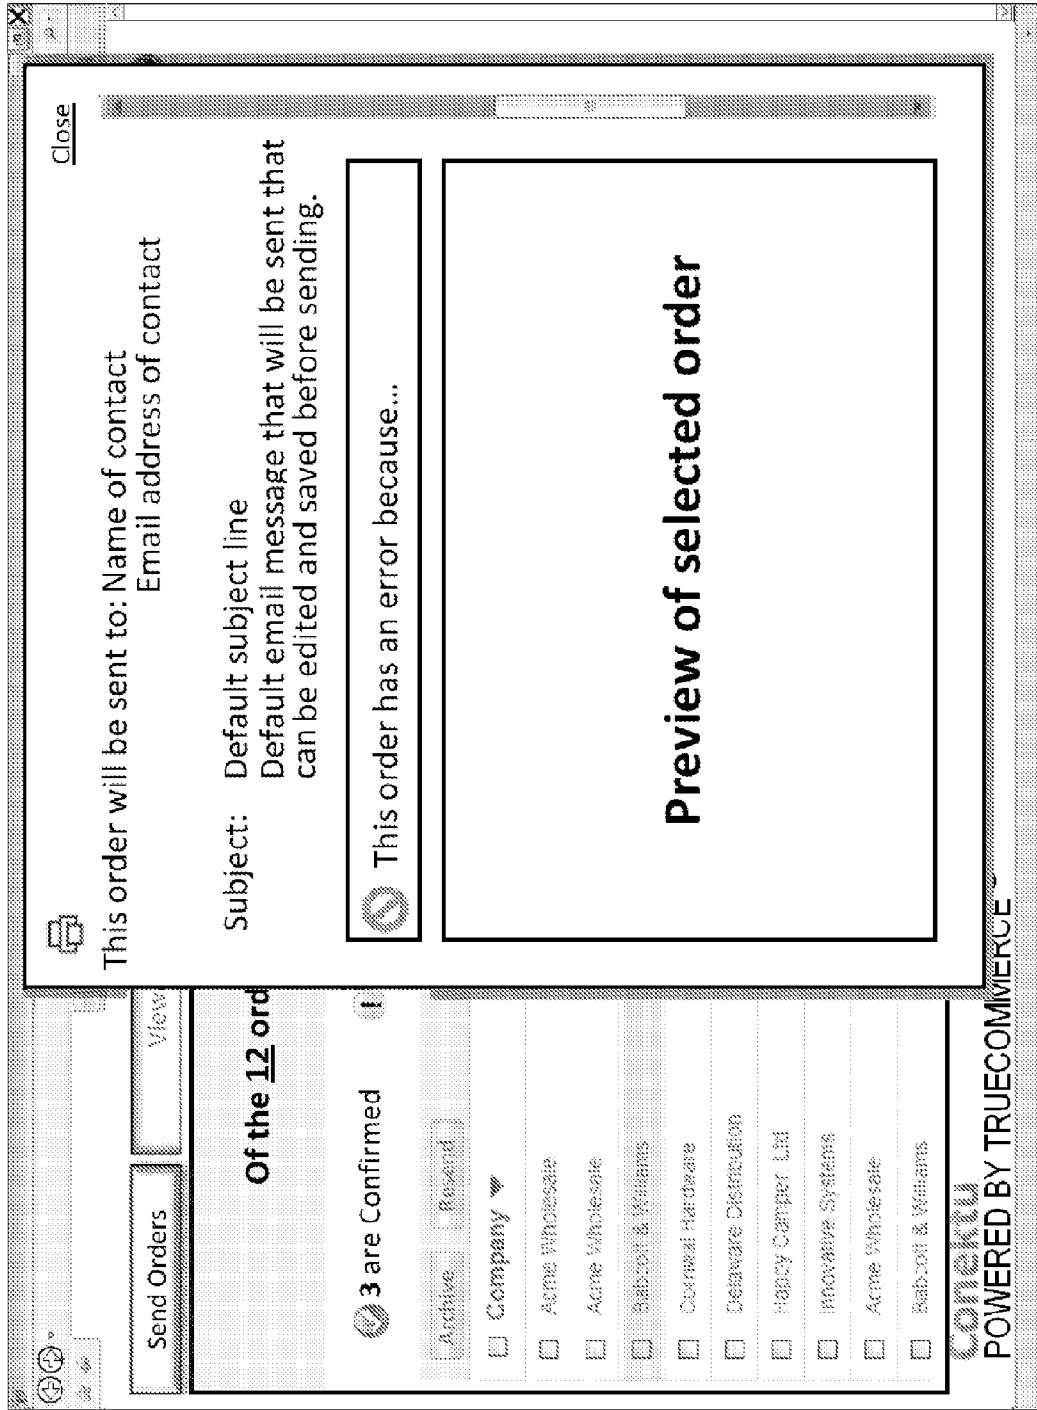 Close
This order will be sent to: Name of contact
Email address of contact
Subject: Default subject line
Default email message that will be sent that
can be edited and saved before sending.
This order has an error because...
Preview of selected order
Send Orders
View
Of the 12 ord
3 are Confirmed
!
Archive Resend
Company
Acme Wholesale
Acme Wholesale
Babcott & Williams
Cornwal Hardware
Delaware Distribution
Happy Camper Ltd
Innovative Systems
Acme Wholesale
Babcott & Williams
Conektu
POWERED BY TRUECOMMERCE